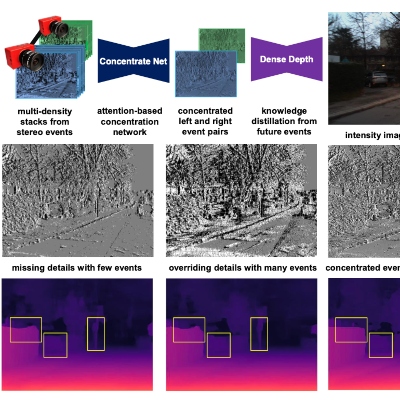 Concentrate Net
Dense Depth
multi-density
stacks from
stereo events
attention-based
concentration
network
concentrated
left and right
event pairs
knowledge
distillation from
future events
intensity imag
missing details with few events
overriding details with many events
concentrated even